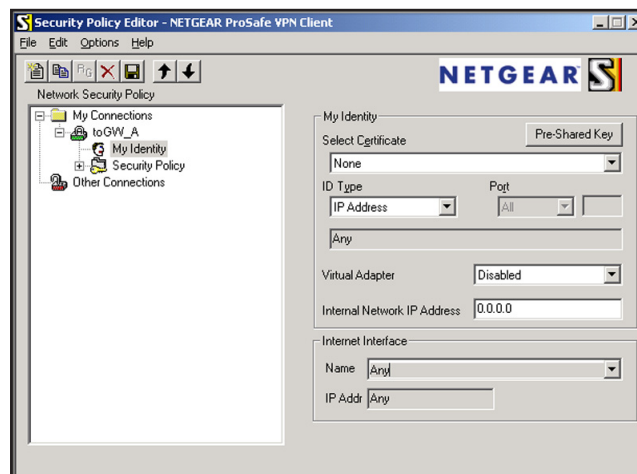 Security Policy Editor - NETGEAR ProSafe VPN Client
File Edit Options Help
NETGEAR
Network Security Policy
My Connections
toGW_A
My Identity
Security Policy
Other Connections
My Identity
Select Certificate
Pre-Shared Key
None
ID Type
Port
IP Address
All
Any
Virtual Adapter
Disabled
Internal Network IP Address
0.0.0.0
Internet Interface
Name
Any
IP Addr
Any